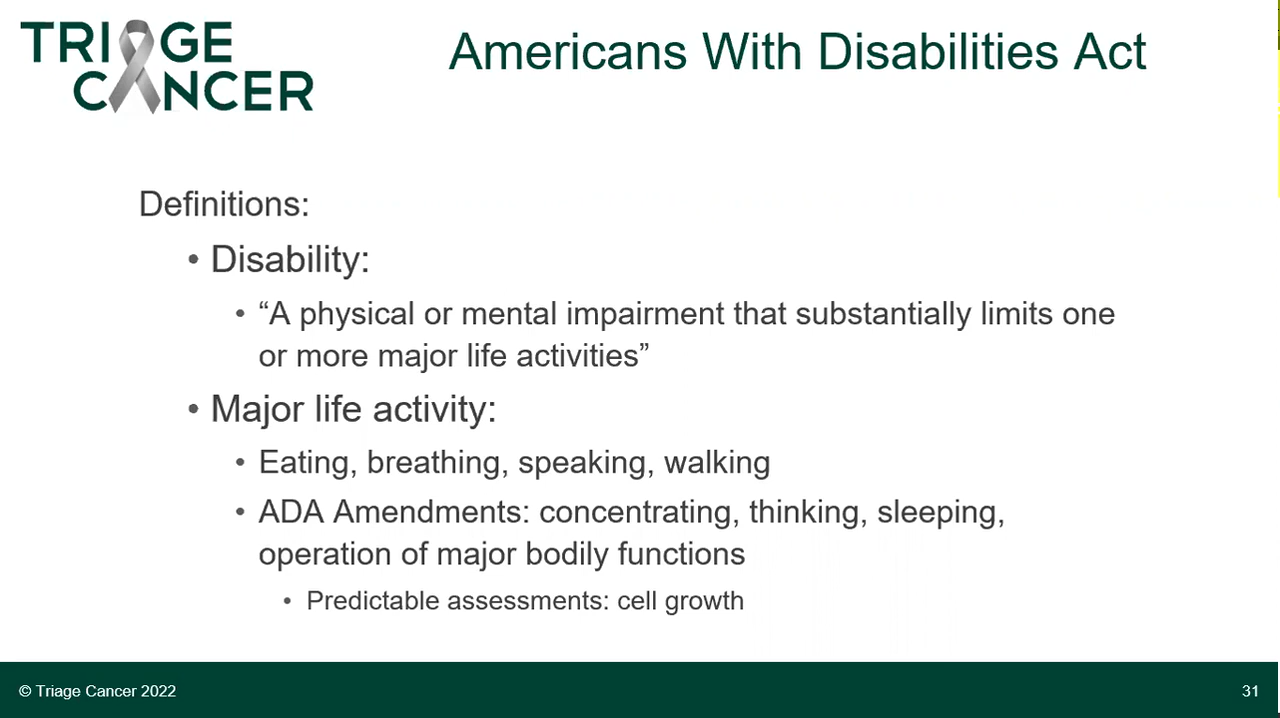 TRIAGE
CANCER
Americans With Disabilities Act
Definitions:
• Disability:
• “A physical or mental impairment that substantially limits one
or more major life activities”
• Major life activity:
• Eating, breathing, speaking, walking
• ADA Amendments: concentrating, thinking, sleeping,
operation of major bodily functions
• Predictable assessments: cell growth
© Triage Cancer 2022
31